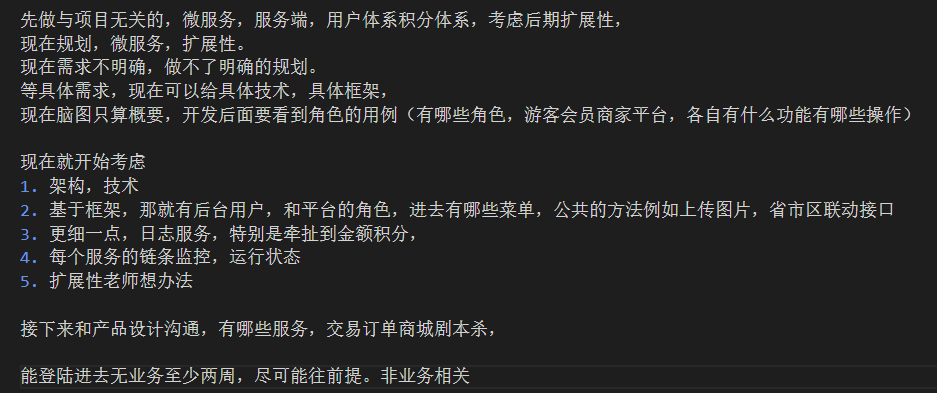 先做与项目无关的，微服务，服务端，用户体系积分体系，考虑后期扩展性，
现在规划，微服务，扩展性。
现在需求不明确，做不了明确的规划。
等具体需求，现在可以给具体技术，具体框架，
现在脑图只算概要，开发后面要看到角色的用例（有哪些角色，游客会员商家平台，各自有什么功能有哪些操作）
现在就开始考虑
1. 架构，技术
2. 基于框架，那就有后台用户，和平台的角色，进去有哪些菜单，公共的方法例如上传图片，省市区联动接口
3. 更细一点，日志服务，特别是牵扯到金额积分，
4. 每个服务的链条监控，运行状态
5. 扩展性老师想办法
接下来和产品设计沟通，有哪些服务，交易订单商城剧本杀，
能登陆进去无业务至少两周，尽可能往前提。非业务相关